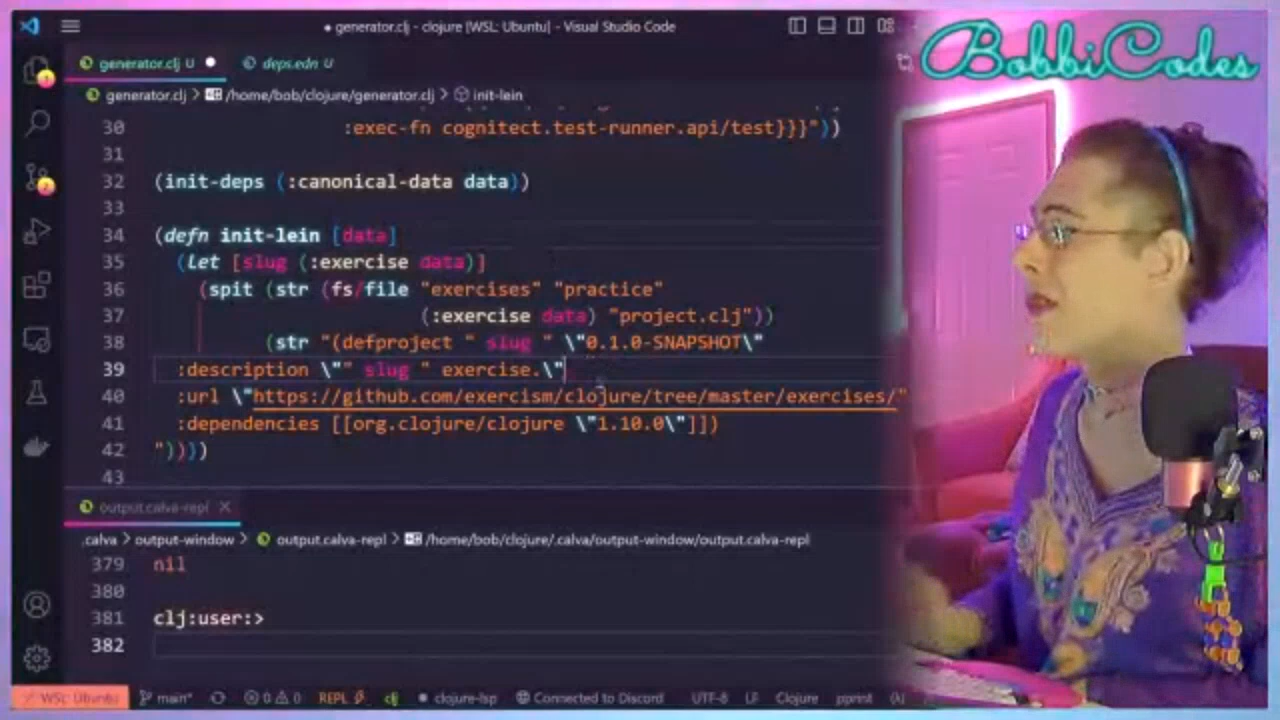 generator.clj - clojure [WSL: Ubuntu] - Visual Studio Code
BobbiCodes
generator.clj U
deps.edn U
generator.clj > /home/bob/clojure/generator.clj > init-lein
30 :exec-fn cognitect.test-runner.api/test}}}"))
31
32 (init-deps (:canonical-data data))
33
34 (defn init-lein [data]
35 (let [slug (:exercise data)]
36 (spit (str (fs/file "exercises" "practice"
37 (:exercise data) "project.clj"))
38 (str "(defproject " slug " \"0.1.0-SNAPSHOT\"
39 :description \"" slug " exercise.\"
40 :url \"https://github.com/exercism/clojure/tree/master/exercises/"
41 :dependencies [[org.clojure/clojure \"1.10.0\"]])
42 "))))
43
output.calva-repl
.calva > output-window > output.calva-repl > /home/bob/clojure/.calva/output-window/output.calva-repl
379 nil
380
381 clj:user:>
382
WSL: Ubuntu main* 0 0 REPL clj clojure-lsp Connected to Discord UTF-8 LF Clojure pprint (λ)